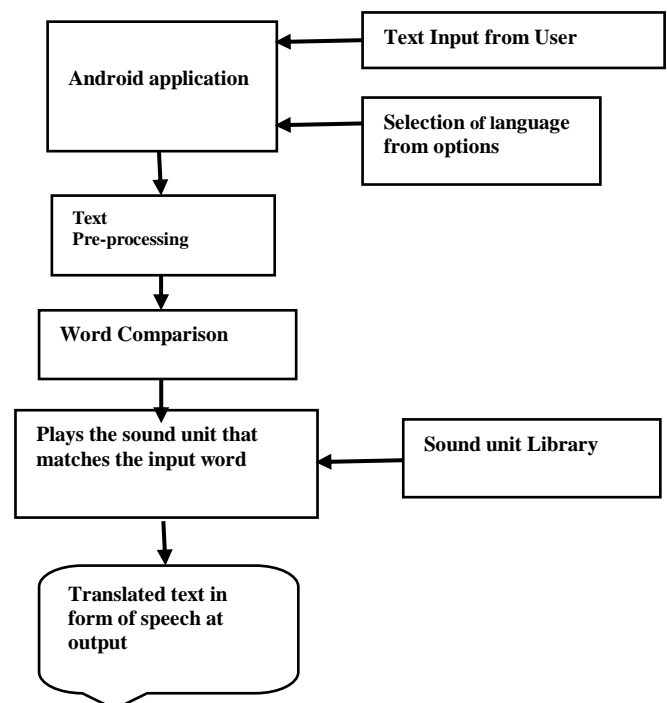 Text Input from User
Android application
Selection of language
from options
Text
Pre-processing
Word Comparison
Plays the sound unit that
matches the input word
Sound unit Library
Translated text in
form of speech at
output